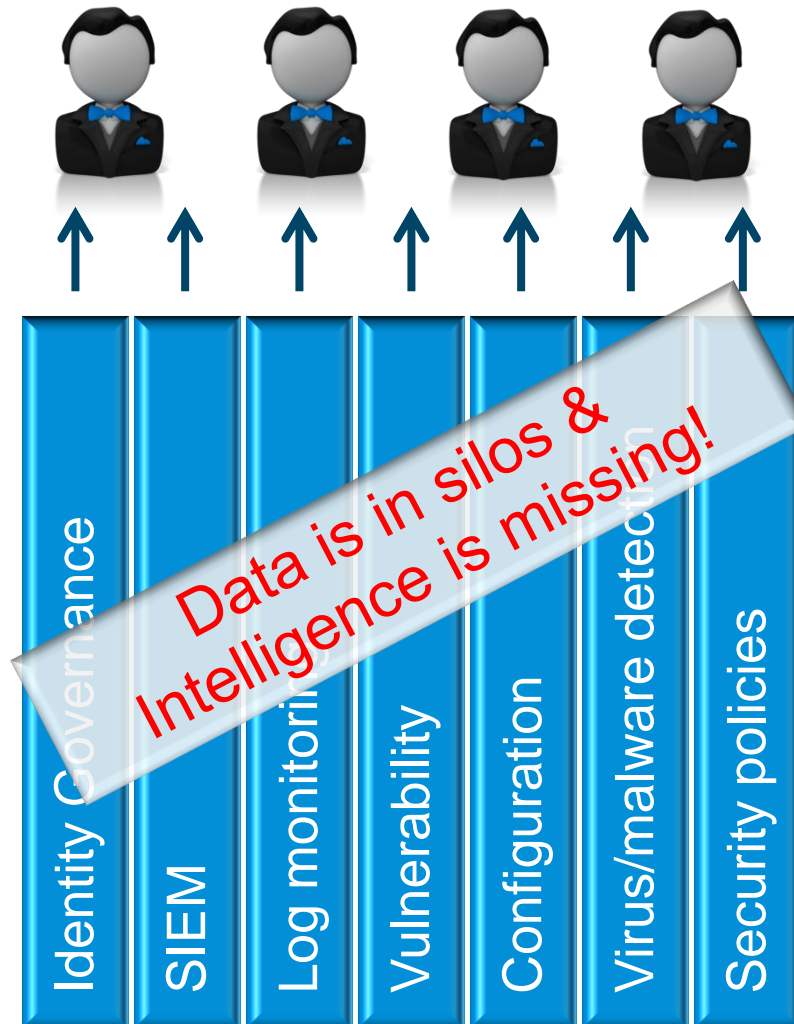 Data is in silos &
Intelligence is missing!
Identity Governance
SIEM
Log monitoring
Vulnerability
Configuration
Virus/malware detection
Security policies